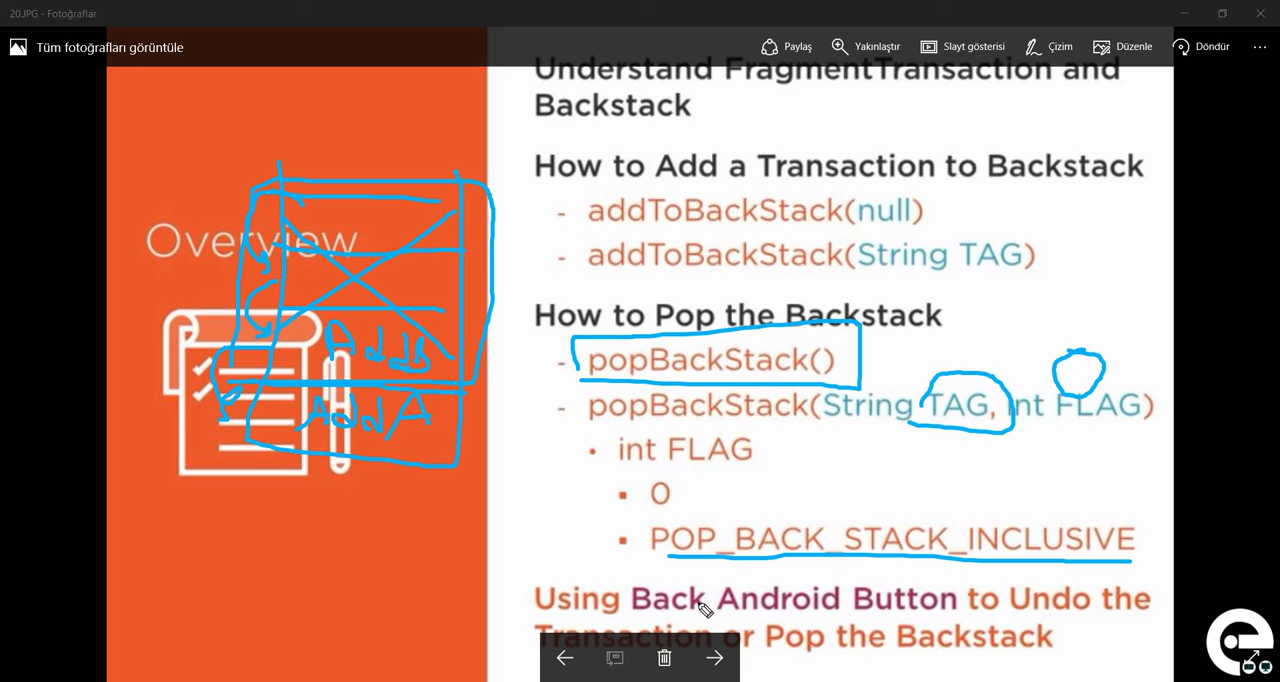 20JPG - Fotoğraflar
Tüm fotoğrafları görüntüle
Paylaş
Yakınlaştır
Slayt gösterisi
Çizim
Düzenle
Döndür
Understand FragmentTransaction and
Backstack
How to Add a Transaction to Backstack
- addToBackStack(null)
- addToBackStack(String TAG)
Overview
How to Pop the Backstack
- popBackStack()
- popBackStack(String TAG, int FLAG)
• int FLAG
▪ 0
▪ POP_BACK_STACK_INCLUSIVE
Add B
Add A
Using Back Android Button to Undo the
Transaction or Pop the Backstack